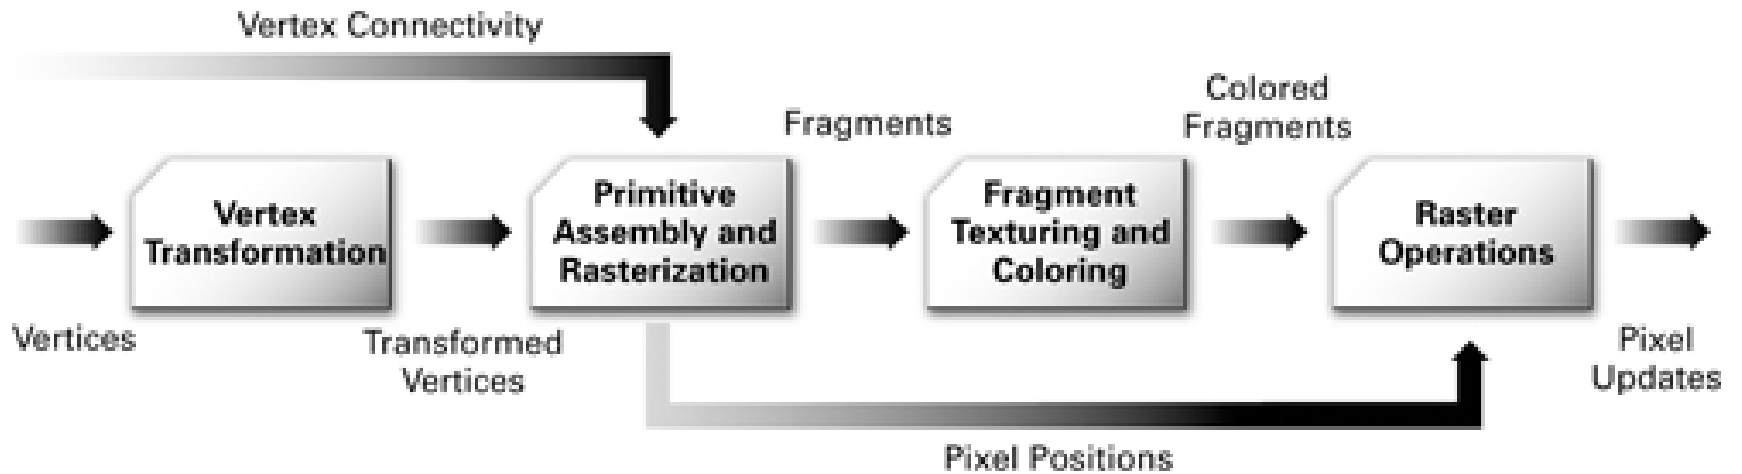 Vertex Connectivity
Colored
Fragments
Fragments
Vertex
Transformation
Primitive
Assembly and
Rasterization
Fragment
Texturing and
Coloring
Raster
Operations
Vertices
Transformed
Vertices
Pixel
Updates
Pixel Positions